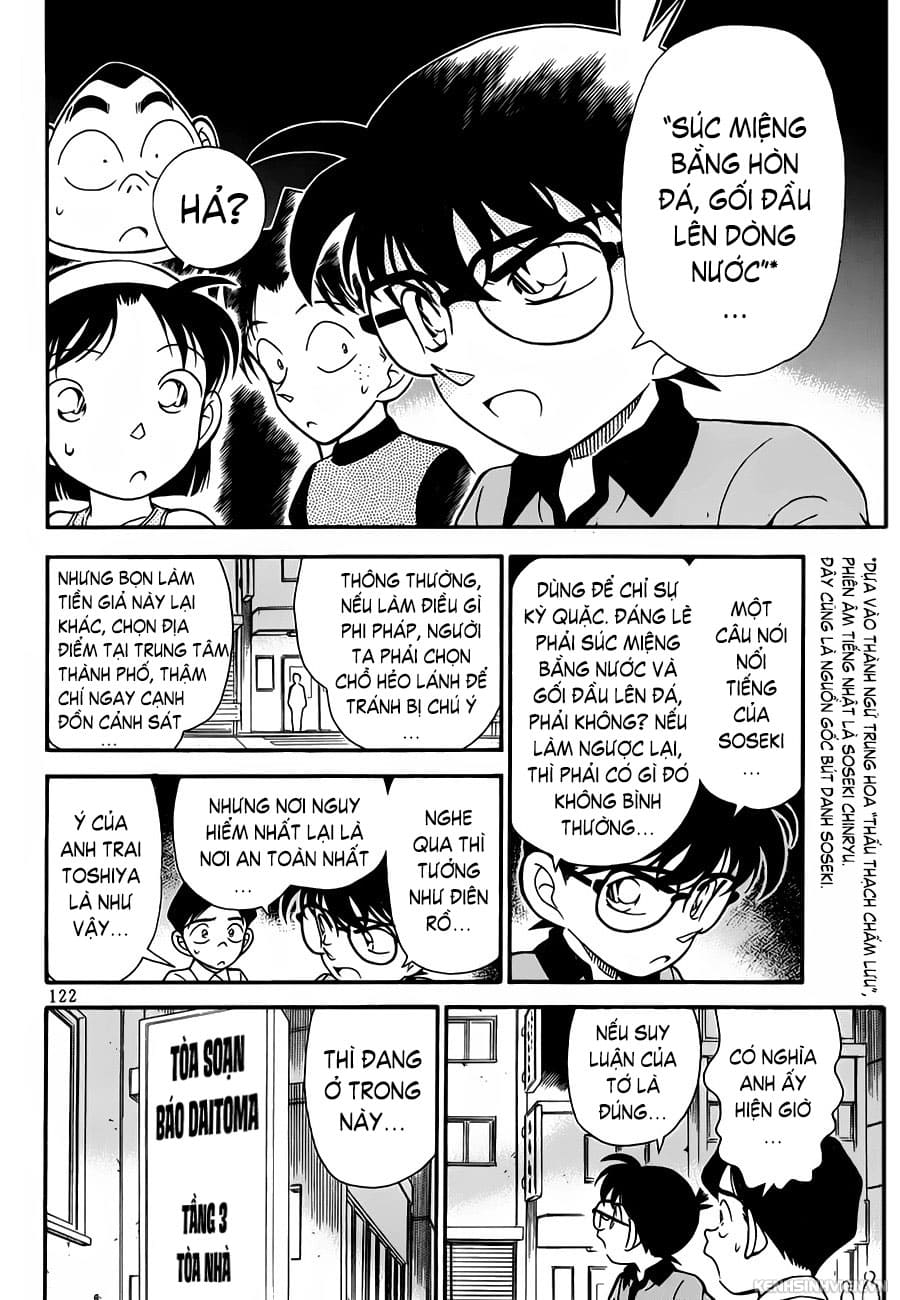 "SÚC MIỆNG
BẰNG HÒN
ĐÁ, GỐI ĐẦU
LÊN DÒNG
NƯỚC"*
...
HẢ?
"DỰA VÀO THÀNH NGỮ TRUNG HOA "THẤU THẠCH CHẨM LƯU",
PHIÊN ÂM TIẾNG NHẬT LÀ SOSEKI CHINRYU.
ĐÂY CŨNG LÀ NGUỒN GỐC BÚT DANH SOSEKI.
MỘT
CÂU NÓI
NỔI
TIẾNG
CỦA
SOSEKI
...
DÙNG ĐỂ CHỈ SỰ
KỲ QUẶC. ĐÁNG LẼ
PHẢI SÚC MIỆNG
BẰNG NƯỚC VÀ
GỐI ĐẦU LÊN ĐÁ,
PHẢI KHÔNG? NẾU
LÀM NGƯỢC LẠI,
THÌ PHẢI CÓ GÌ ĐÓ
KHÔNG BÌNH
THƯỜNG...
THÔNG THƯỜNG,
NẾU LÀM ĐIỀU GÌ
PHI PHÁP, NGƯỜI
TA PHẢI CHỌN
CHỖ HẺO LÁNH ĐỂ
TRÁNH BỊ CHÚ Ý
...
NHƯNG BỌN LÀM
TIỀN GIẢ NÀY LẠI
KHÁC, CHỌN ĐỊA
ĐIỂM TẠI TRUNG TÂM
THÀNH PHỐ, THẬM
CHÍ NGAY CẠNH
ĐỒN CẢNH SÁT
...
NGHE
QUA THÌ
TƯỞNG
NHƯ ĐIÊN
RỒ...
NHƯNG NƠI NGUY
HIỂM NHẤT LẠI LÀ
NƠI AN TOÀN NHẤT
...
Ý CỦA
ANH TRAI
TOSHIYA
LÀ NHƯ
VẬY...
122
CÓ NGHĨA
ANH ẤY
HIỆN GIỜ
...
NẾU SUY
LUẬN CỦA
TỚ LÀ
ĐÚNG...
THÌ ĐANG
Ở TRONG
NÀY...
TÒA SOẠN
BÁO DAITOMA
TẦNG 3
TÒA NHÀ
KENHSINHVIEN.VN